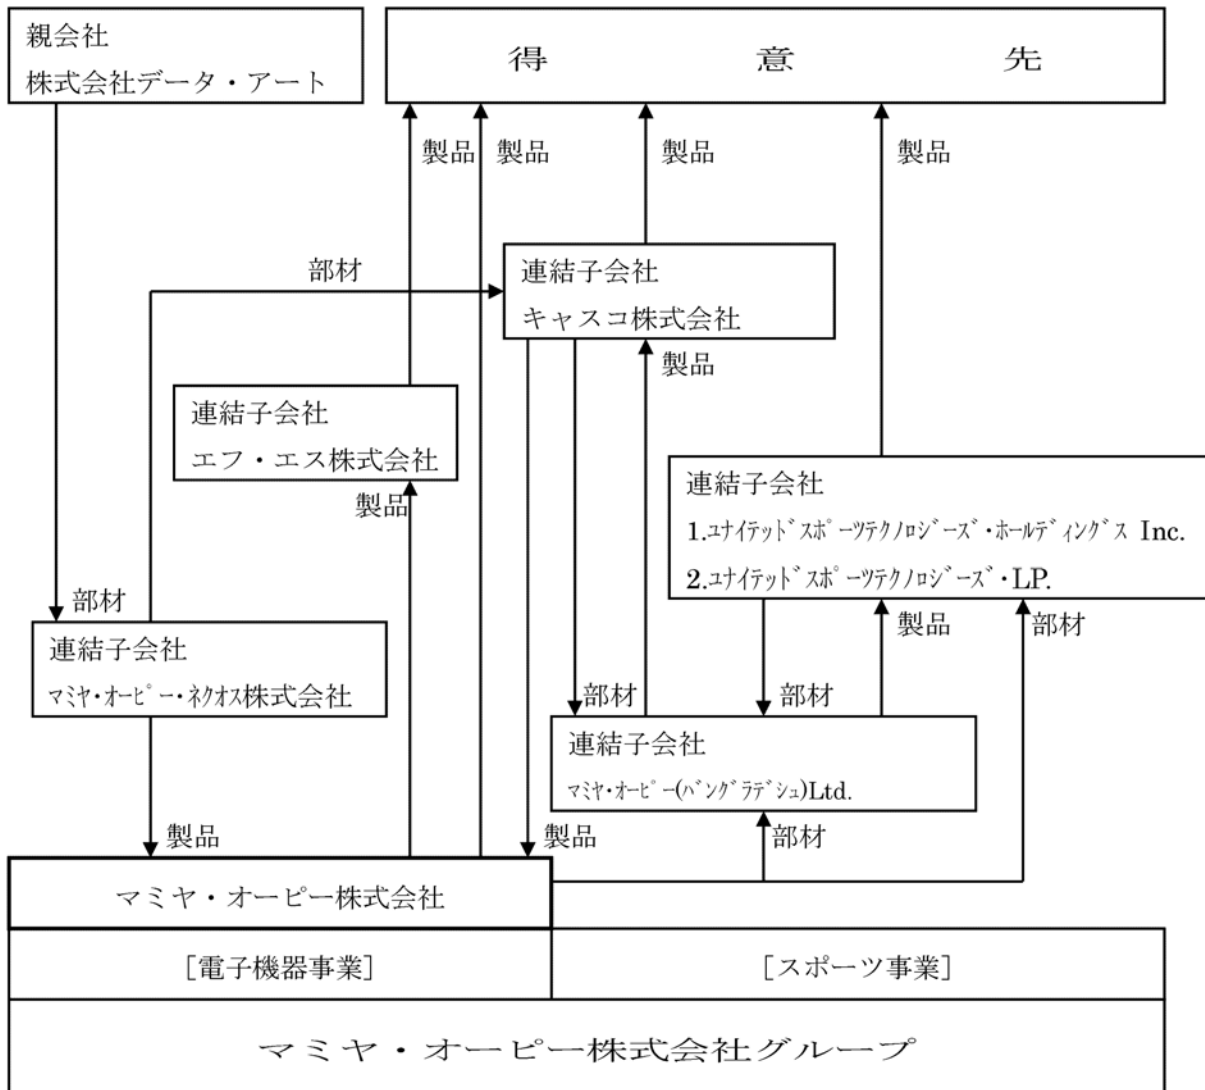 親会社
株式会社データ・アート
得意先
製品
製品
製品
製品
部材
連結子会社
キャスコ株式会社
製品
連結子会社
エフ・エス株式会社
製品
連結子会社
1.ﾕﾅｲﾃｯﾄﾞｽﾎﾟｰﾂﾃｸﾉﾛｼﾞｰｽﾞ・ﾎｰﾙﾃﾞｨﾝｸﾞｽ Inc.
2.ﾕﾅｲﾃｯﾄﾞｽﾎﾟｰﾂﾃｸﾉﾛｼﾞｰｽﾞ・LP.
部材
製品
部材
連結子会社
ﾏﾐﾔ・ｵｰﾋﾟｰ・ﾈｸｵｽ株式会社
部材
部材
連結子会社
ﾏﾐﾔ・ｵｰﾋﾟｰ(ﾊﾞﾝｸﾞﾗﾃﾞｼｭ)Ltd.
製品
製品
部材
マミヤ・オーピー株式会社
［電子機器事業］
［スポーツ事業］
マミヤ・オーピー株式会社グループ